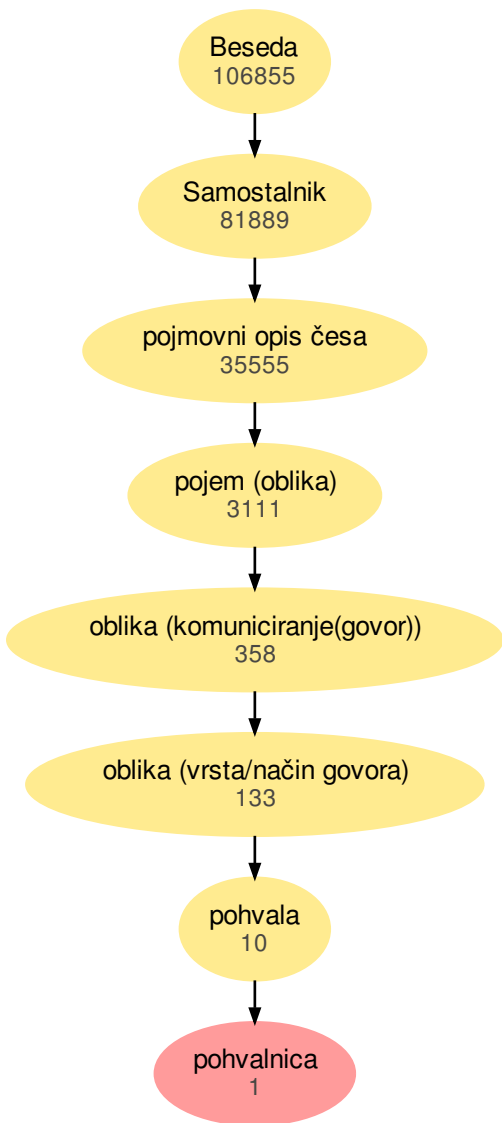 Beseda
106855
Samostalnik
81889
pojmovni opis česa
35555
pojem (oblika)
3111
oblika (komuniciranje(govor))
358
oblika (vrsta/način govora)
133
pohvala
10
pohvalnica
1